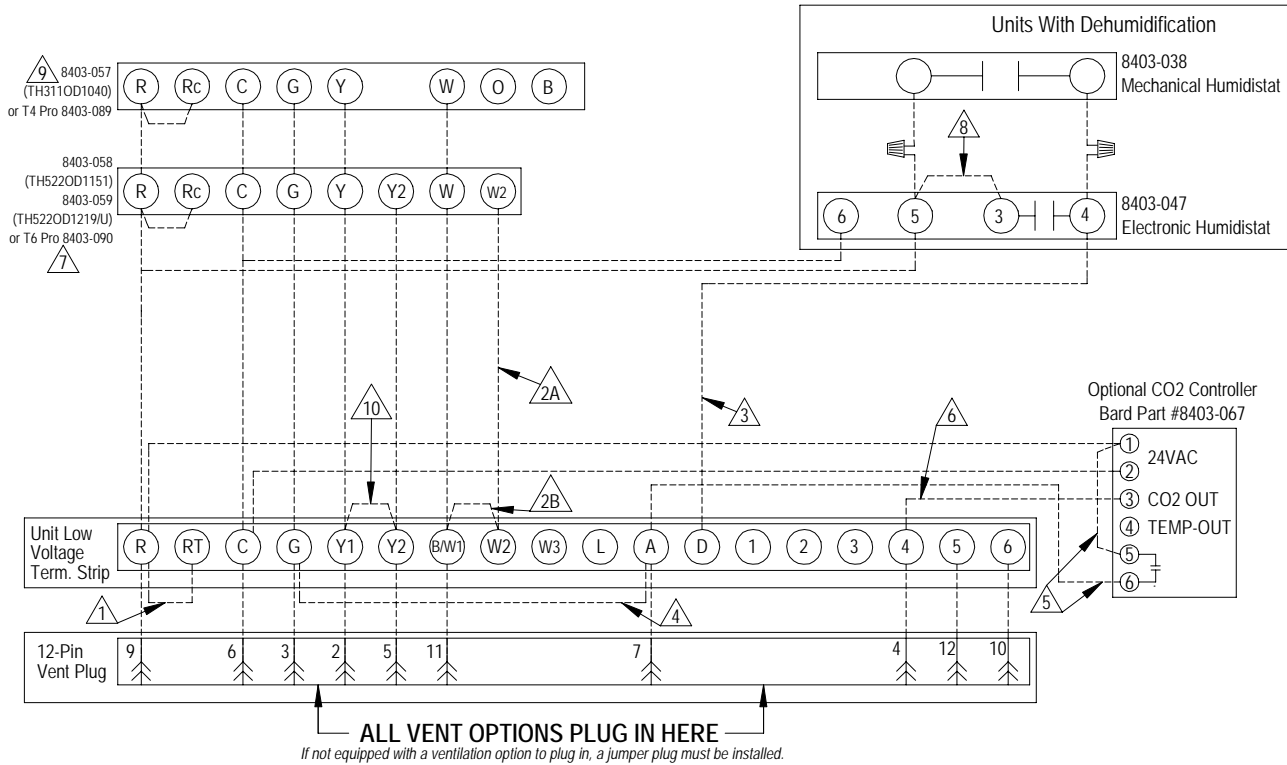 Units With Dehumidification
8403-038
Mechanical Humidistat
8
6 5 3 4
8403-047
Electronic Humidistat
9
8403-057
(TH311OD1040)
or T4 Pro 8403-089
R Rc C G Y W O B
8403-058
(TH522OD1151)
8403-059
(TH522OD1219/U)
or T6 Pro 8403-090
7
R Rc C G Y Y2 W W2
2A
10
3
6
2B
Optional CO2 Controller
Bard Part #8403-067
1
24VAC
2
3 CO2 OUT
4 TEMP-OUT
5
6
5
Unit Low
Voltage
Term. Strip
R RT C G Y1 Y2 B/W1 W2 W3 L A D 1 2 3 4 5 6
1
4
12-Pin
Vent Plug
9 6 3 2 5 11 7 4 12 10
ALL VENT OPTIONS PLUG IN HERE
If not equipped with a ventilation option to plug in, a jumper plug must be installed.